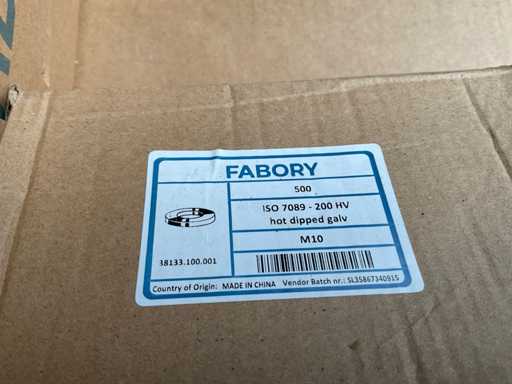 FABORY
500
ISO 7089 - 200 HV
hot dipped galv
M10
38133.100.001
Country of Origin: MADE IN CHINA Vendor Batch nr.: SL35867340915